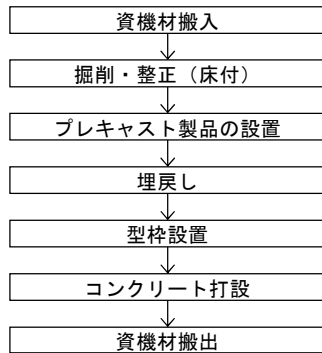 資機材搬入
掘削・整正（床付）
プレキャスト製品の設置
埋戻し
型枠設置
コンクリート打設
資機材搬出